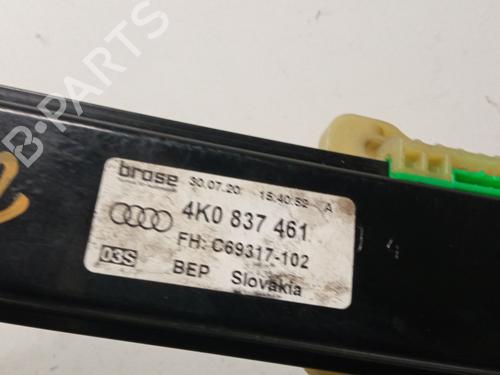 B-PARTS
brose 30.07.20 15:40:52 A
4K0 837 461
FH: C69317-102
03S BEP Slovakia